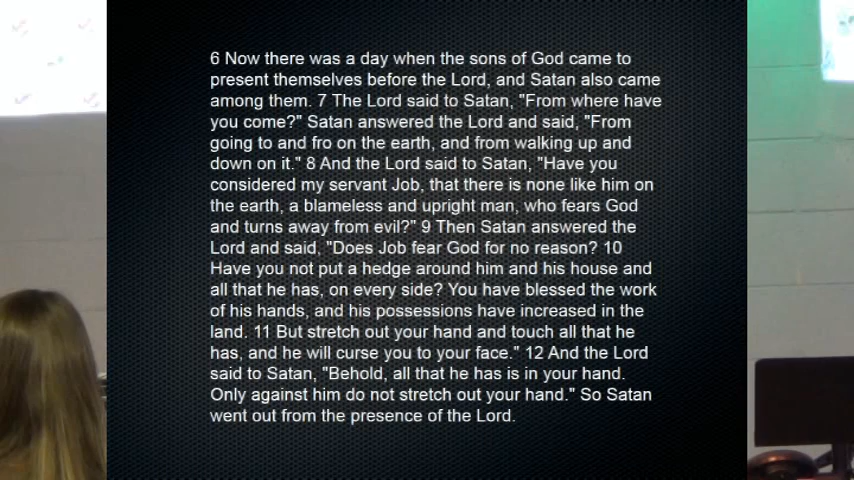 6 Now there was a day when the sons of God came to
present themselves before the Lord, and Satan also came
among them. 7 The Lord said to Satan, "From where have
you come?" Satan answered the Lord and said, "From
going to and fro on the earth, and from walking up and
down on it." 8 And the Lord said to Satan, "Have you
considered my servant Job, that there is none like him on
the earth, a blameless and upright man, who fears God
and turns away from evil?" 9 Then Satan answered the
Lord and said, "Does Job fear God for no reason? 10
Have you not put a hedge around him and his house and
all that he has, on every side? You have blessed the work
of his hands, and his possessions have increased in the
land. 11 But stretch out your hand and touch all that he
has, and he will curse you to your face." 12 And the Lord
said to Satan, "Behold, all that he has is in your hand.
Only against him do not stretch out your hand." So Satan
went out from the presence of the Lord.